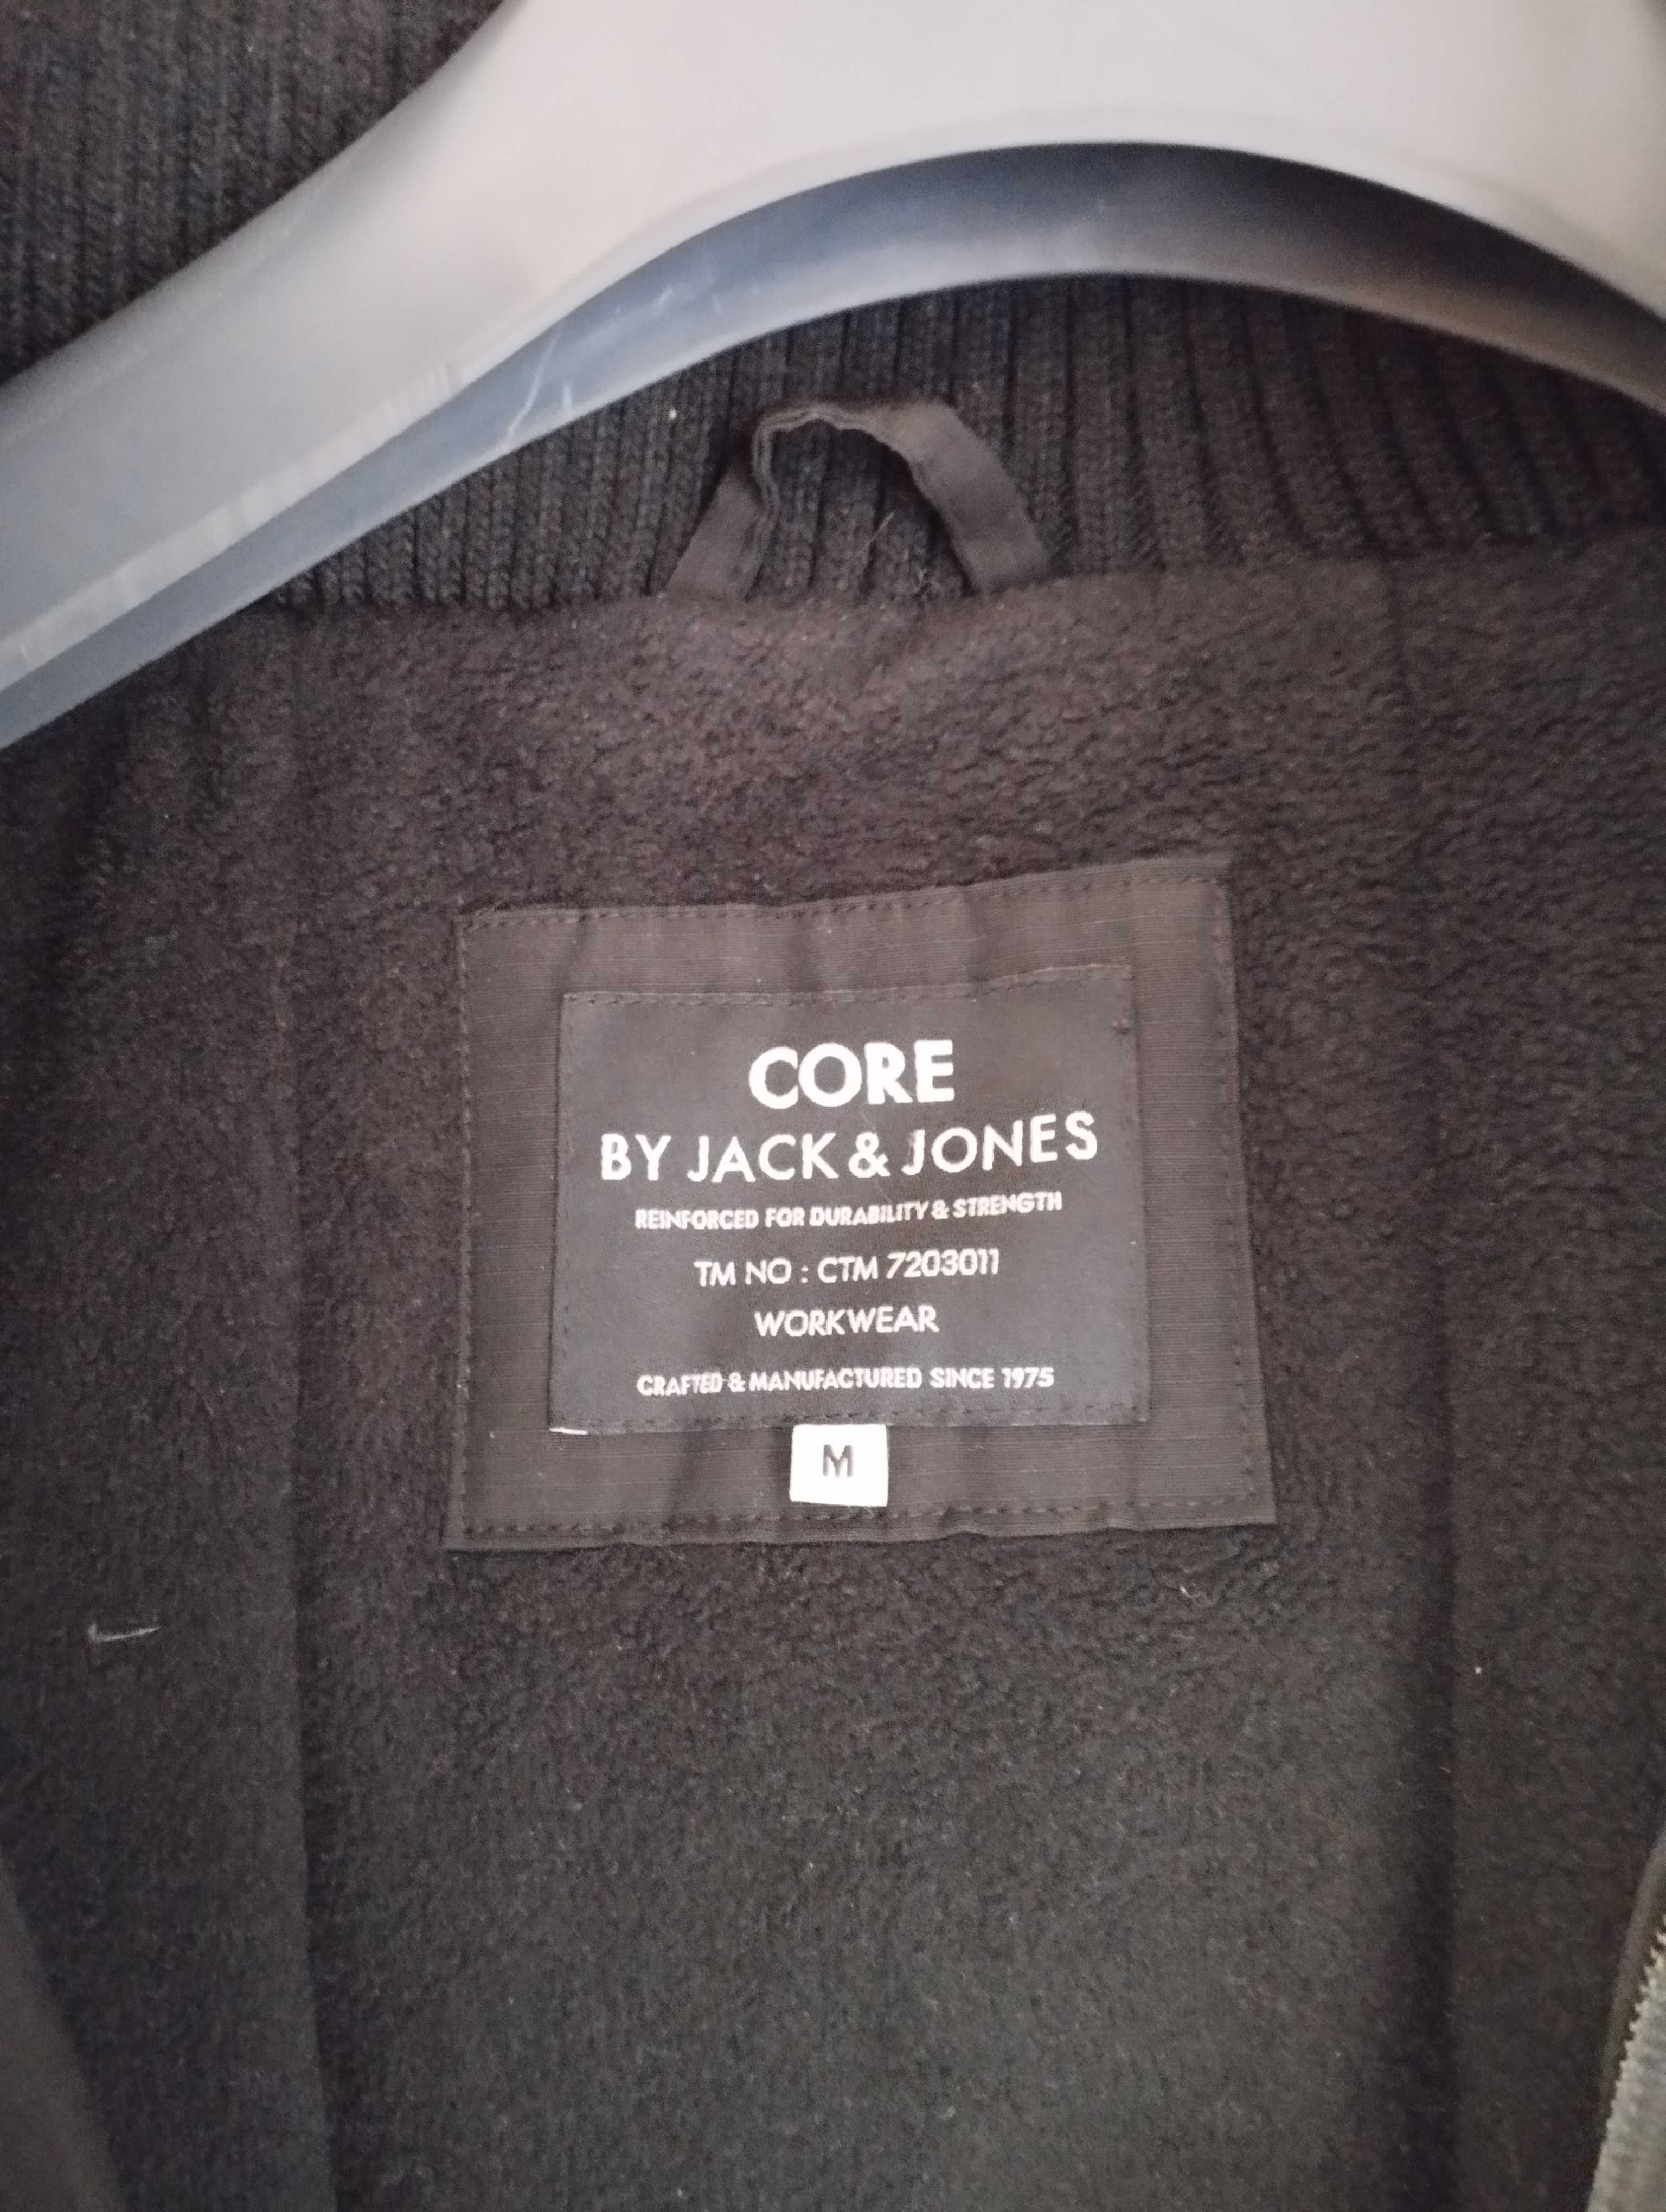 CORE
BY JACK & JONES
REINFORCED FOR DURABILITY & STRENGTH
TM NO : CTM 7203011
WORKWEAR
CRAFTED & MANUFACTURED SINCE 1975
M